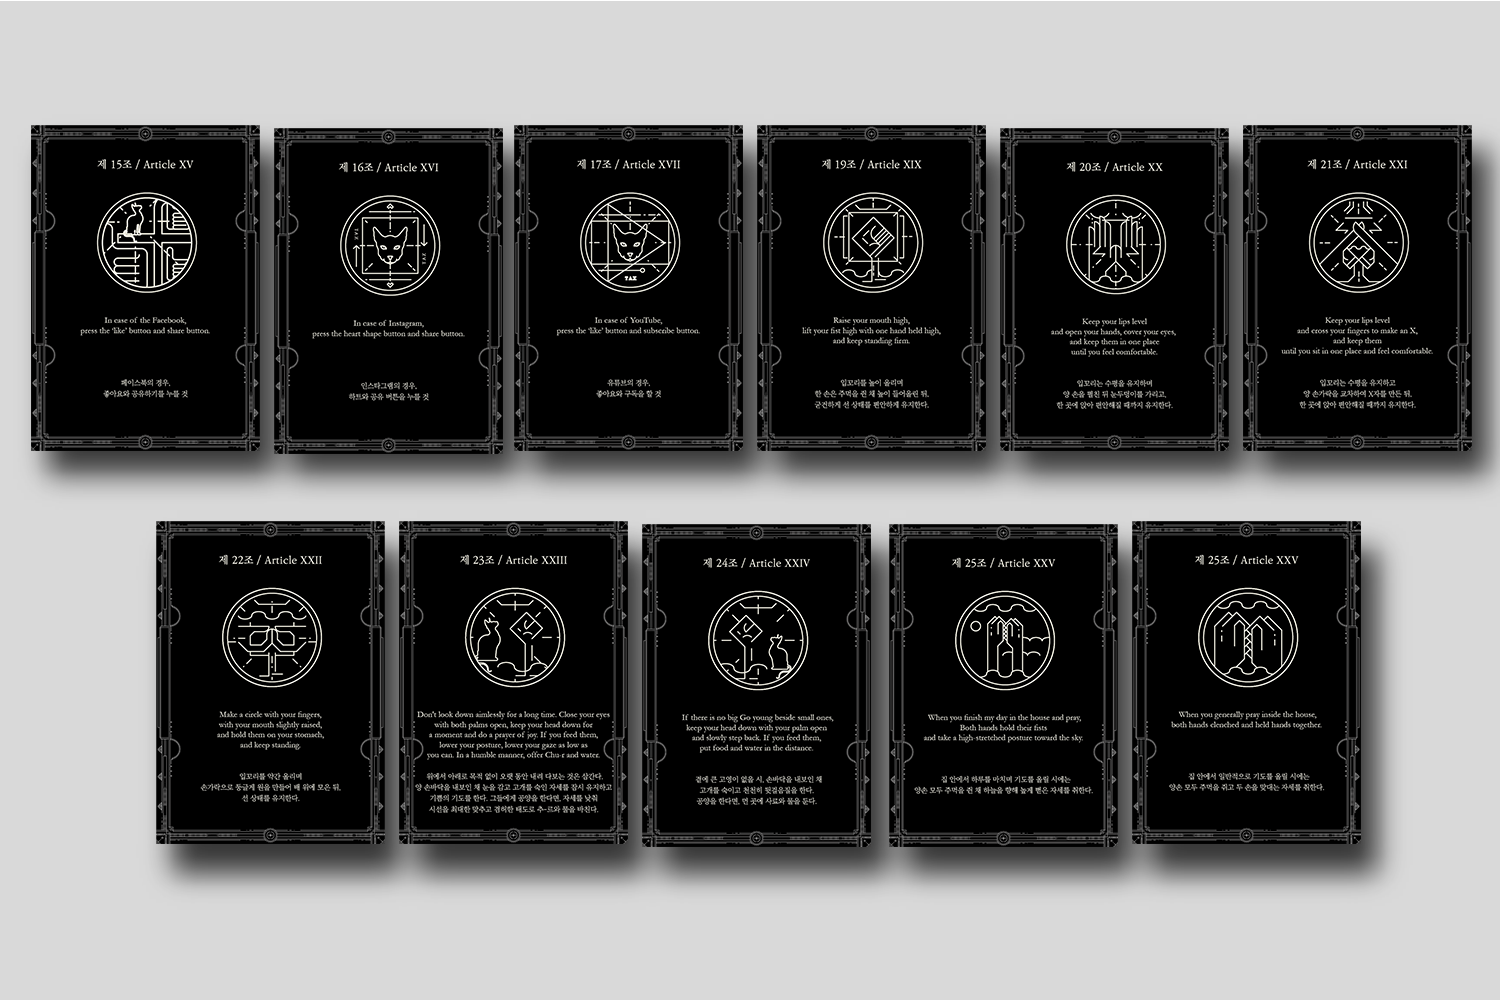 제 15조 / Article XV
In case of the Facebook,
press the 'like' button and share button.
페이스북의 경우,
좋아요와 공유하기를 누를 것
제 16조 / Article XVI
TAX
TAX
In case of Instagram,
press the heart shape button and share button.
인스타그램의 경우,
하트와 공유 버튼을 누를 것
제 17조 / Article XVII
TAX
In case of YouTube,
press the 'like' button and subscribe button.
유튜브의 경우,
좋아요와 구독을 할 것
제 19조 / Article XIX
Raise your mouth high,
lift your fist high with one hand held high,
and keep standing firm.
입꼬리를 높이 올리며
한 손은 주먹을 쥔 채 높이 들어올린 뒤,
굳건하게 선 상태를 편안하게 유지한다.
제 20조 / Article XX
Keep your lips level
and open your hands, cover your eyes,
and keep them in one place
until you feel comfortable.
입꼬리는 수평을 유지하며
양 손을 펼친 뒤 눈두덩이를 가리고,
한 곳에 앉아 편안해질 때까지 유지한다.
제 21조 / Article XXI
Keep your lips level
and cross your fingers to make an X,
and keep them
until you sit in one place and feel comfortable.
입꼬리는 수평을 유지하고
양 손가락을 교차하여 X자를 만든 뒤,
한 곳에 앉아 편안해질 때까지 유지한다.
제 22조 / Article XXII
Make a circle with your fingers,
with your mouth slightly raised,
and hold them on your stomach,
and keep standing.
입꼬리를 약간 올리며
손가락으로 둥글게 원을 만들어 배 위에 모은 뒤,
선 상태를 유지한다.
제 23조 / Article XXIII
Don't look down aimlessly for a long time. Close your eyes
with both palms open, keep your head down for
a moment and do a prayer of joy. If you feed them,
lower your posture, lower your gaze as low as
you can. In a humble manner, offer Chu-r and water.
위에서 아래로 목적 없이 오랫 동안 내려 다보는 것은 삼간다.
양 손바닥을 내보인 채 눈을 감고 고개를 숙인 자세를 잠시 유지하고
기쁨의 기도를 한다. 그들에게 공양을 한다면, 자세를 낮춰
시선을 최대한 맞추고 겸허한 태도로 추-르와 물을 바친다.
제 24조 / Article XXIV
If there is no big Go young beside small ones,
keep your head down with your palm open
and slowly step back. If you feed them,
put food and water in the distance.
곁에 큰 고영이 없을 시, 손바닥을 내보인 채
고개를 숙이고 천천히 뒷걸음질을 한다.
공양을 한다면, 먼 곳에 사료와 물을 둔다.
제 25조 / Article XXV
When you finish my day in the house and pray,
Both hands hold their fists
and take a high-stretched posture toward the sky.
집 안에서 하루를 마치며 기도를 올릴 시에는
양손 모두 주먹을 쥔 채 하늘을 향해 높게 뻗은 자세를 취한다.
제 25조 / Article XXV
When you generally pray inside the house,
both hands clenched and held hands together.
집 안에서 일반적으로 기도를 올릴 시에는
양손 모두 주먹을 쥐고 두 손을 맞대는 자세를 취한다.